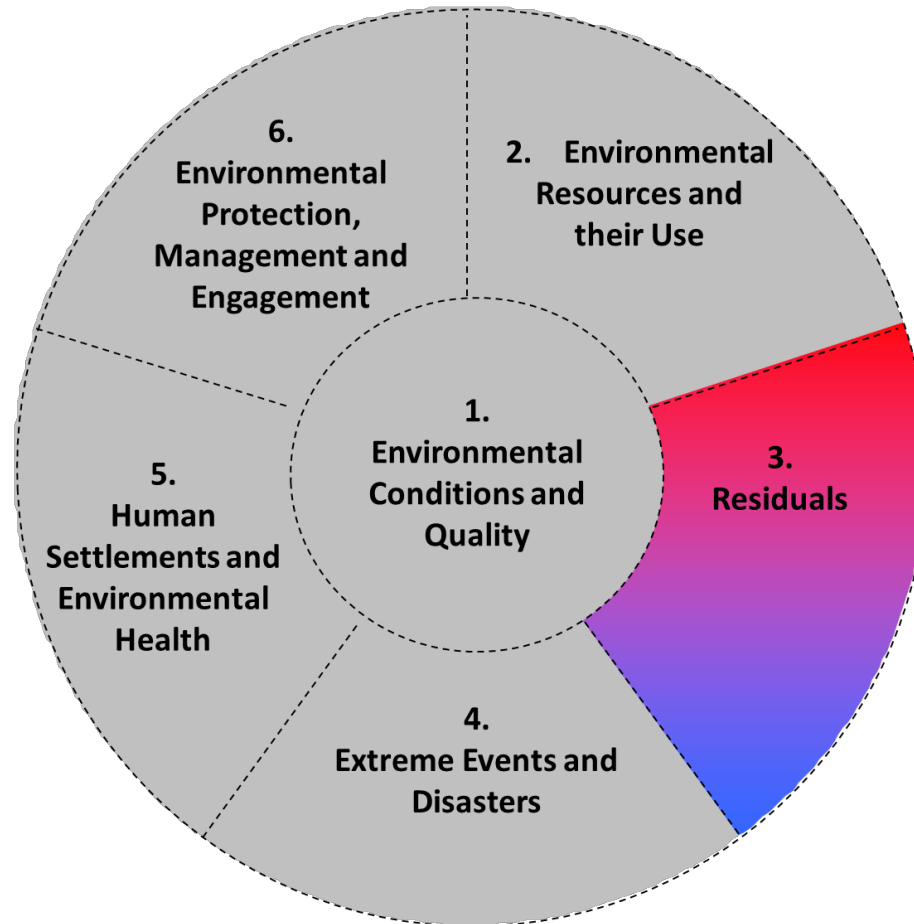 1.
Environmental
Conditions and
Quality
2. Environmental
Resources and
their Use
3.
Residuals
4.
Extreme Events and
Disasters
5.
Human
Settlements and
Environmental
Health
6.
Environmental
Protection,
Management and
Engagement